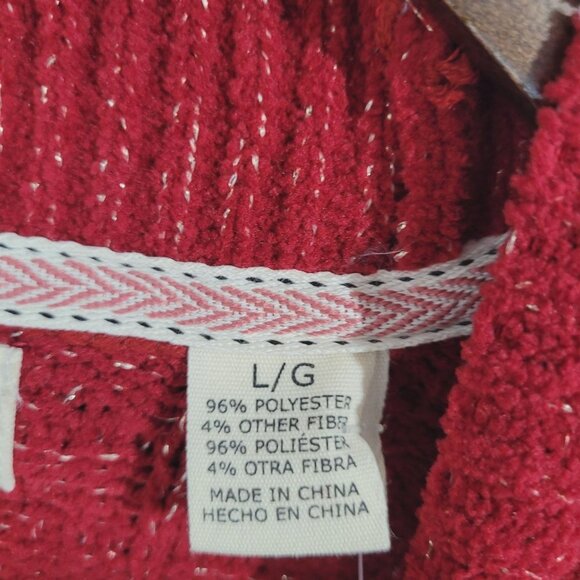 L/G
96% POLYESTER
4% OTHER FIBR
96% POLIÉSTER
4% OTRA FIBRA
MADE IN CHINA
HECHO EN CHINA